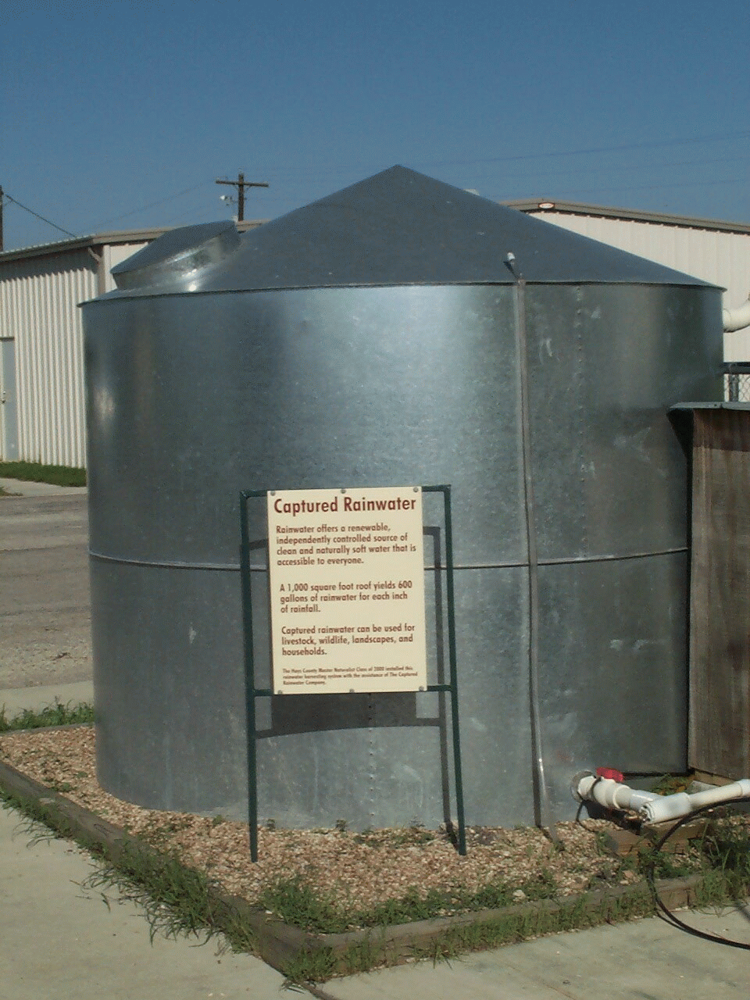 Captured Rainwater
Rainwater offers a renewable,
independently controlled source of
clean and naturally soft water that is
accessible to everyone.
A 1,000 square foot roof yields 600
gallons of rainwater for each inch
of rainfall.
Captured rainwater can be used for
livestock, wildlife, landscapes, and
households.
The Hays County Master Naturalist Class of 2000 installed this
rainwater harvesting system with the assistance of The Captured
Rainwater Company.